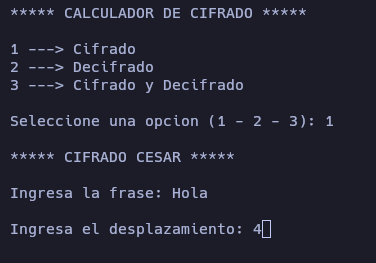 ***** CALCULADOR DE CIFRADO *****
1 ---> Cifrado
2 ---> Decifrado
3 ---> Cifrado y Decifrado
Seleccione una opcion (1 - 2 - 3): 1
***** CIFRADO CESAR *****
Ingresa la frase: Hola
Ingresa el desplazamiento: 4